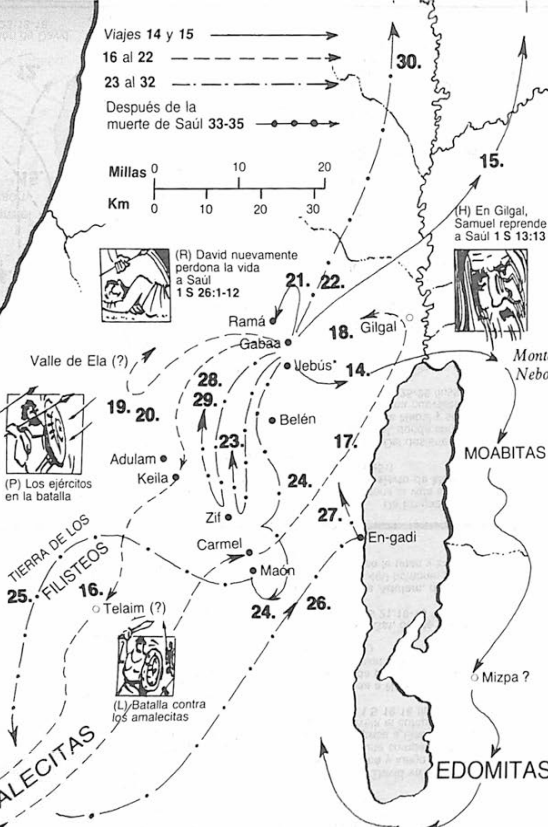 Viajes 14 y 15
16 al 22
23 al 32
Después de la
muerte de Saúl 33-35
Millas 0 10 20
Km 0 10 20 30
30.
15.
(H) En Gilgal,
Samuel reprende
a Saúl 1 S 13:13
(R) David nuevamente
perdona la vida
a Saúl
1 S 26:1-12
21. 22.
Ramá
Gabaa
18. Gilgal
Jebús
14.
Monte
Nebo
Valle de Ela (?)
28.
29.
19. 20.
Belén
23.
17.
(P) Los ejércitos
en la batalla
Adulam
Keila
24.
MOABITAS
Zif
27.
En-gadi
Carmel
Maón
TIERRA DE LOS
FILISTEOS
25.
16.
Telaim (?)
24.
26.
(L) Batalla contra
los amalecitas
Mizpa ?
ALECITAS
EDOMITAS